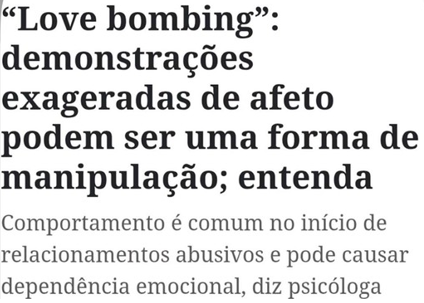 “Love bombing”:
demonstrações
exageradas de afeto
podem ser uma forma de
manipulação; entenda
Comportamento é comum no início de
relacionamentos abusivos e pode causar
dependência emocional, diz psicóloga